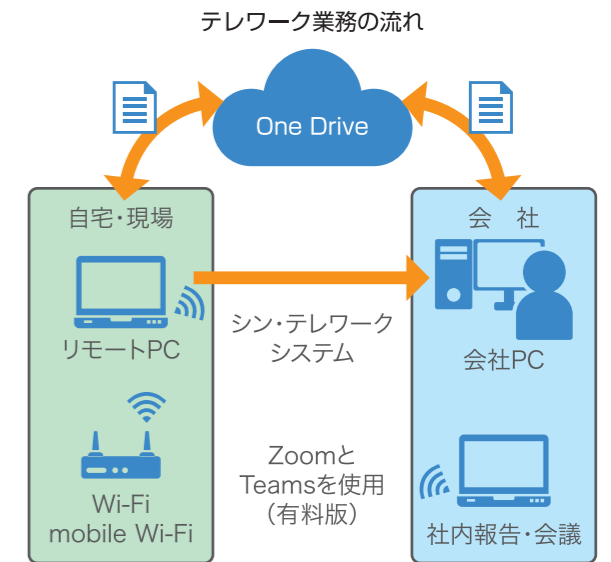 テレワーク業務の流れ
One Drive
自宅・現場
リモートPC
Wi-Fi
mobile Wi-Fi
シン・テレワーク
システム
Zoomと
Teamsを使用
（有料版）
会　社
会社PC
社内報告・会議